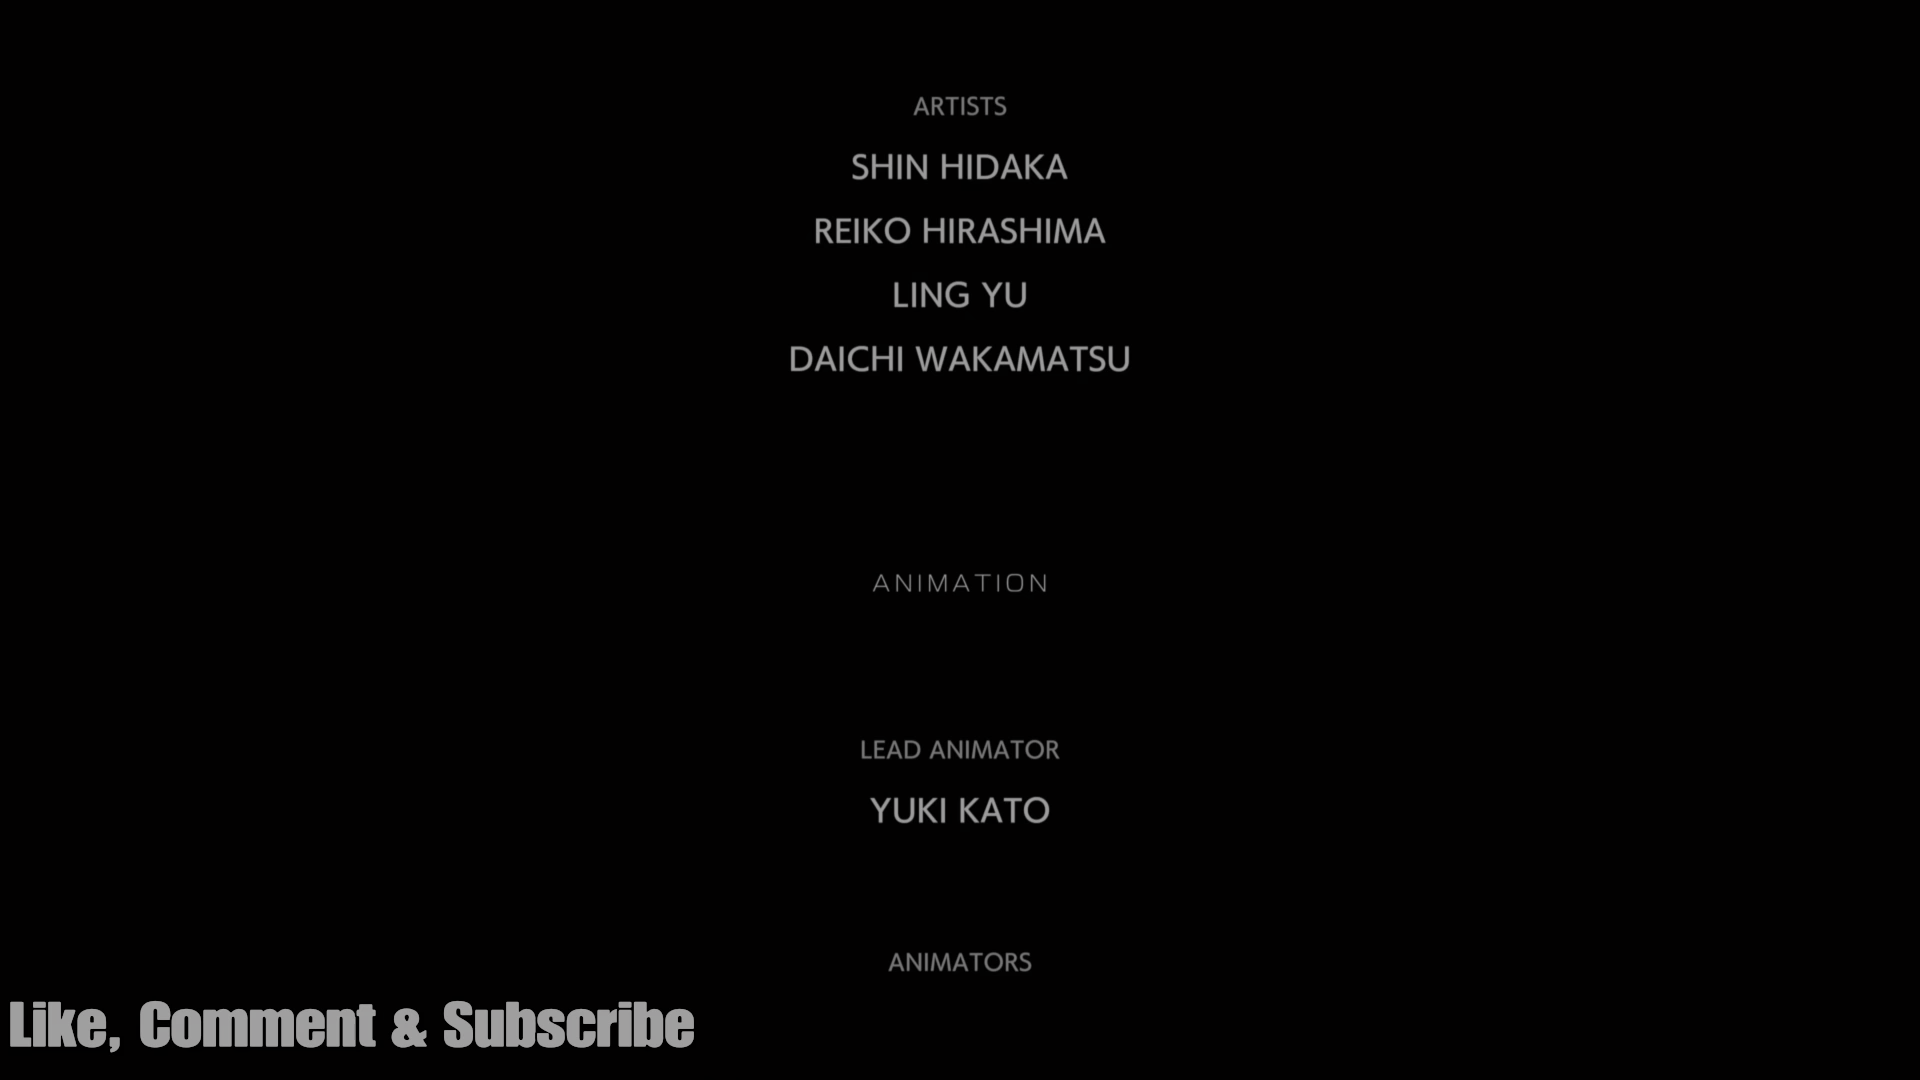 ARTISTS
SHIN HIDAKA
REIKO HIRASHIMA
LING YU
DAICHI WAKAMATSU
ANIMATION
LEAD ANIMATOR
YUKI KATO
ANIMATORS
Like, Comment & Subscribe